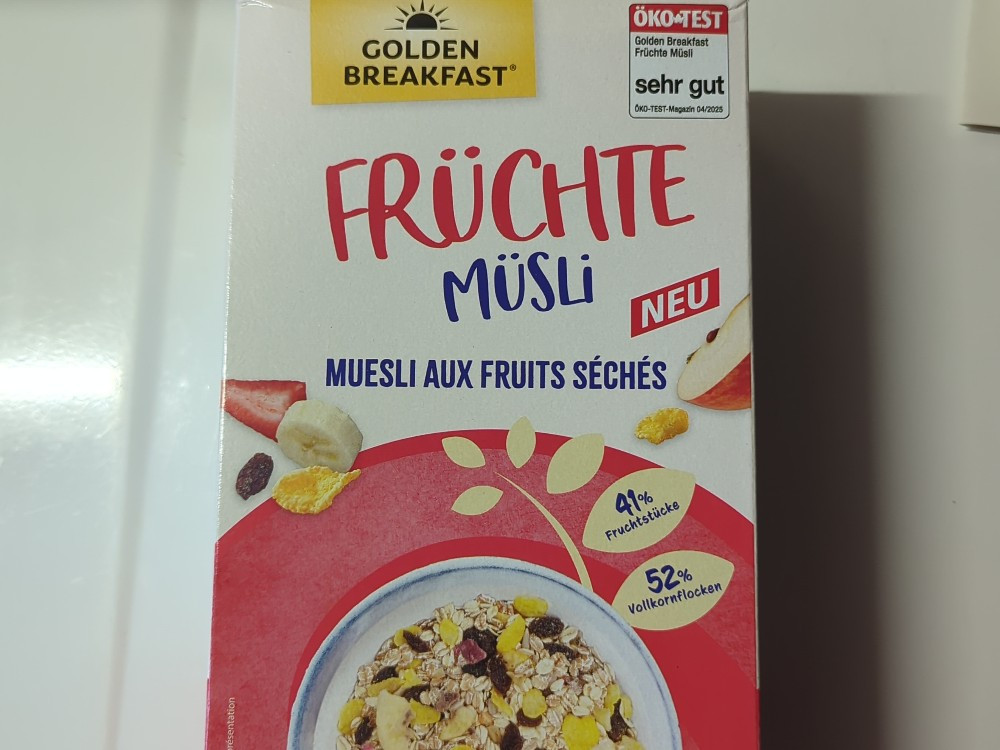 GOLDEN
BREAKFAST®
ÖKO-TEST
Golden Breakfast
Früchte Müsli
sehr gut
ÖKO-TEST-Magazin 04/2025
FRÜCHTE
MÜSLi
NEU
MUESLI AUX FRUITS SÉCHÉS
41%
Fruchtstücke
52%
Vollkornflocken